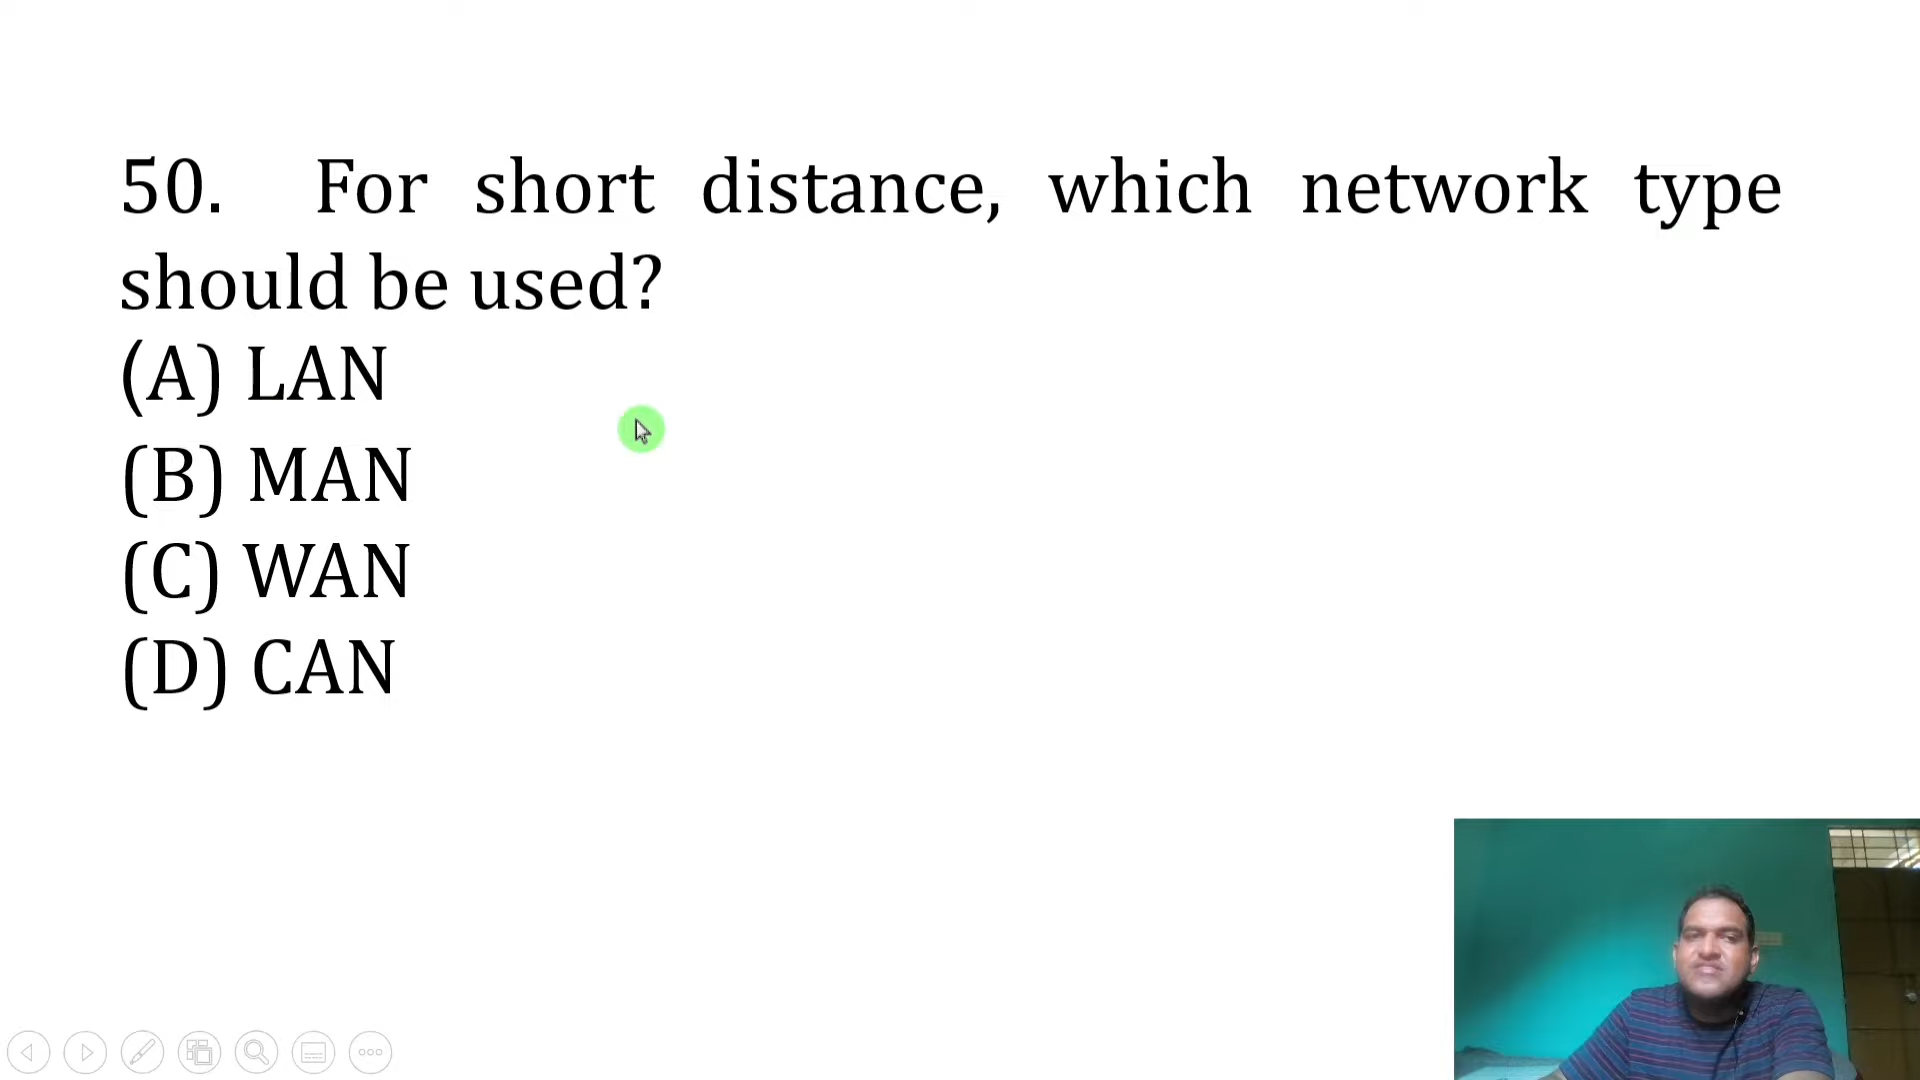 50. For short distance, which network type
should be used?
(A) LAN
(B) MAN
(C) WAN
(D) CAN